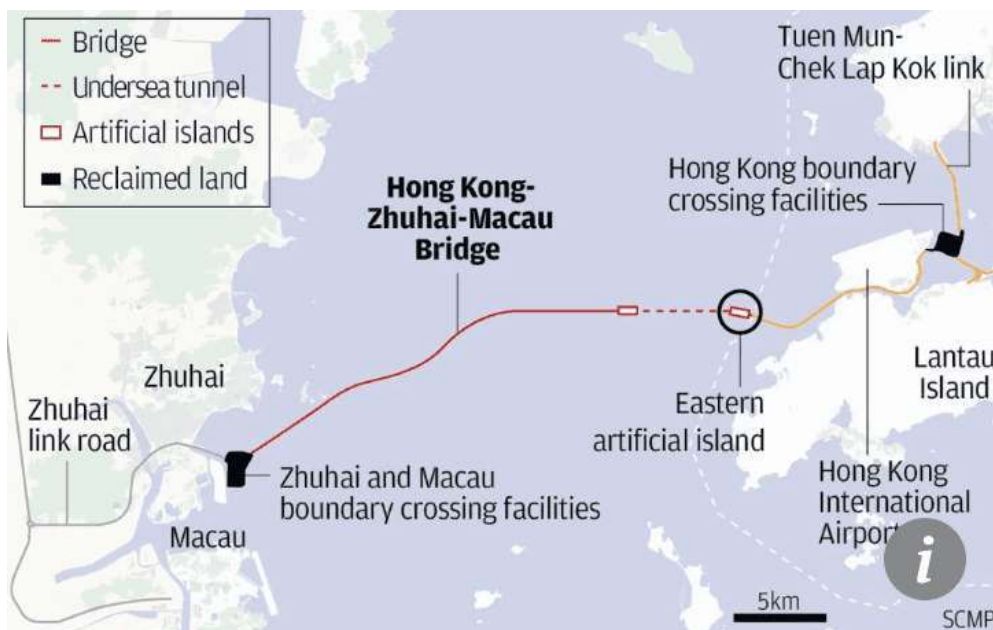 Bridge
Undersea tunnel
Artificial islands
Reclaimed land
Tuen Mun-
Chek Lap Kok link
Hong Kong boundary
crossing facilities
Hong Kong-
Zhuhai-Macau
Bridge
Zhuhai
Zhuhai
link road
Zhuhai and Macau
boundary crossing facilities
Macau
Eastern
artificial island
Lantau
Island
Hong Kong
International
Airport
i
5km
SCMP